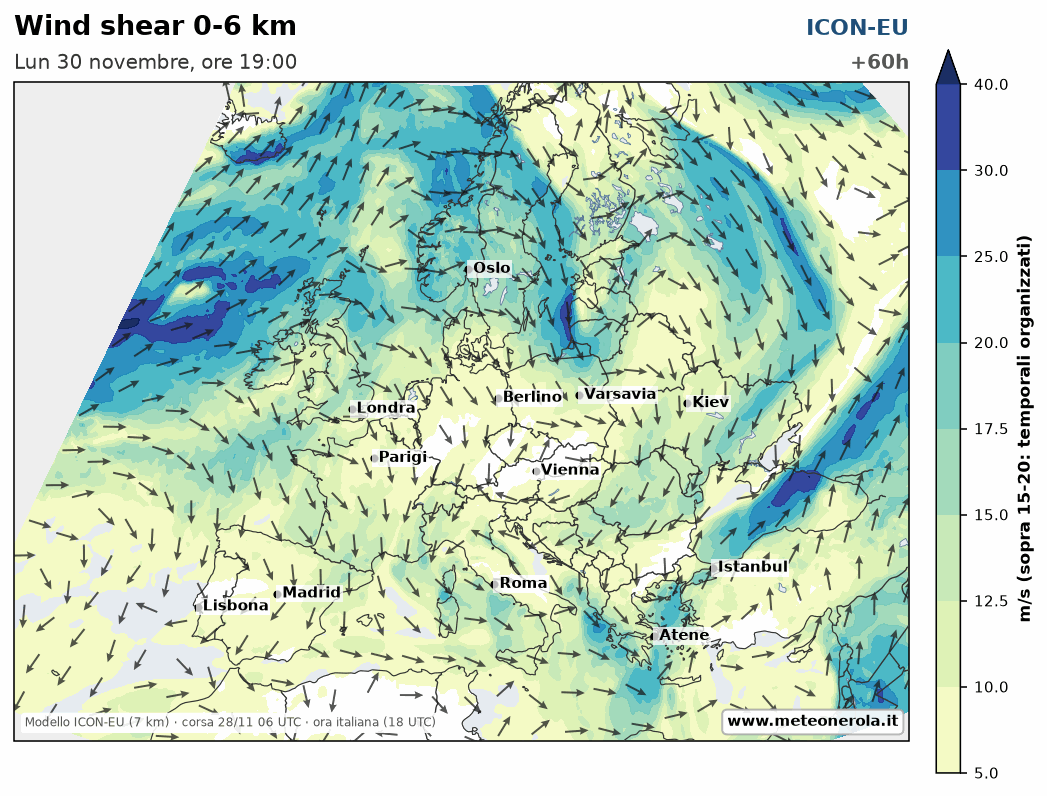 Wind shear 0-6 km
ICON-EU
Lun 30 novembre, ore 19:00
+60h
40.0
30.0
25.0
20.0
17.5
15.0
12.5
10.0
5.0
m/s (sopra 15-20: temporali organizzati)
Oslo
Berlino
Varsavia
Londra
Kiev
Parigi
Vienna
Istanbul
Roma
Madrid
Lisbona
Atene
Modello ICON-EU (7 km) · corsa 28/11 06 UTC · ora italiana (18 UTC)
www.meteonerola.it